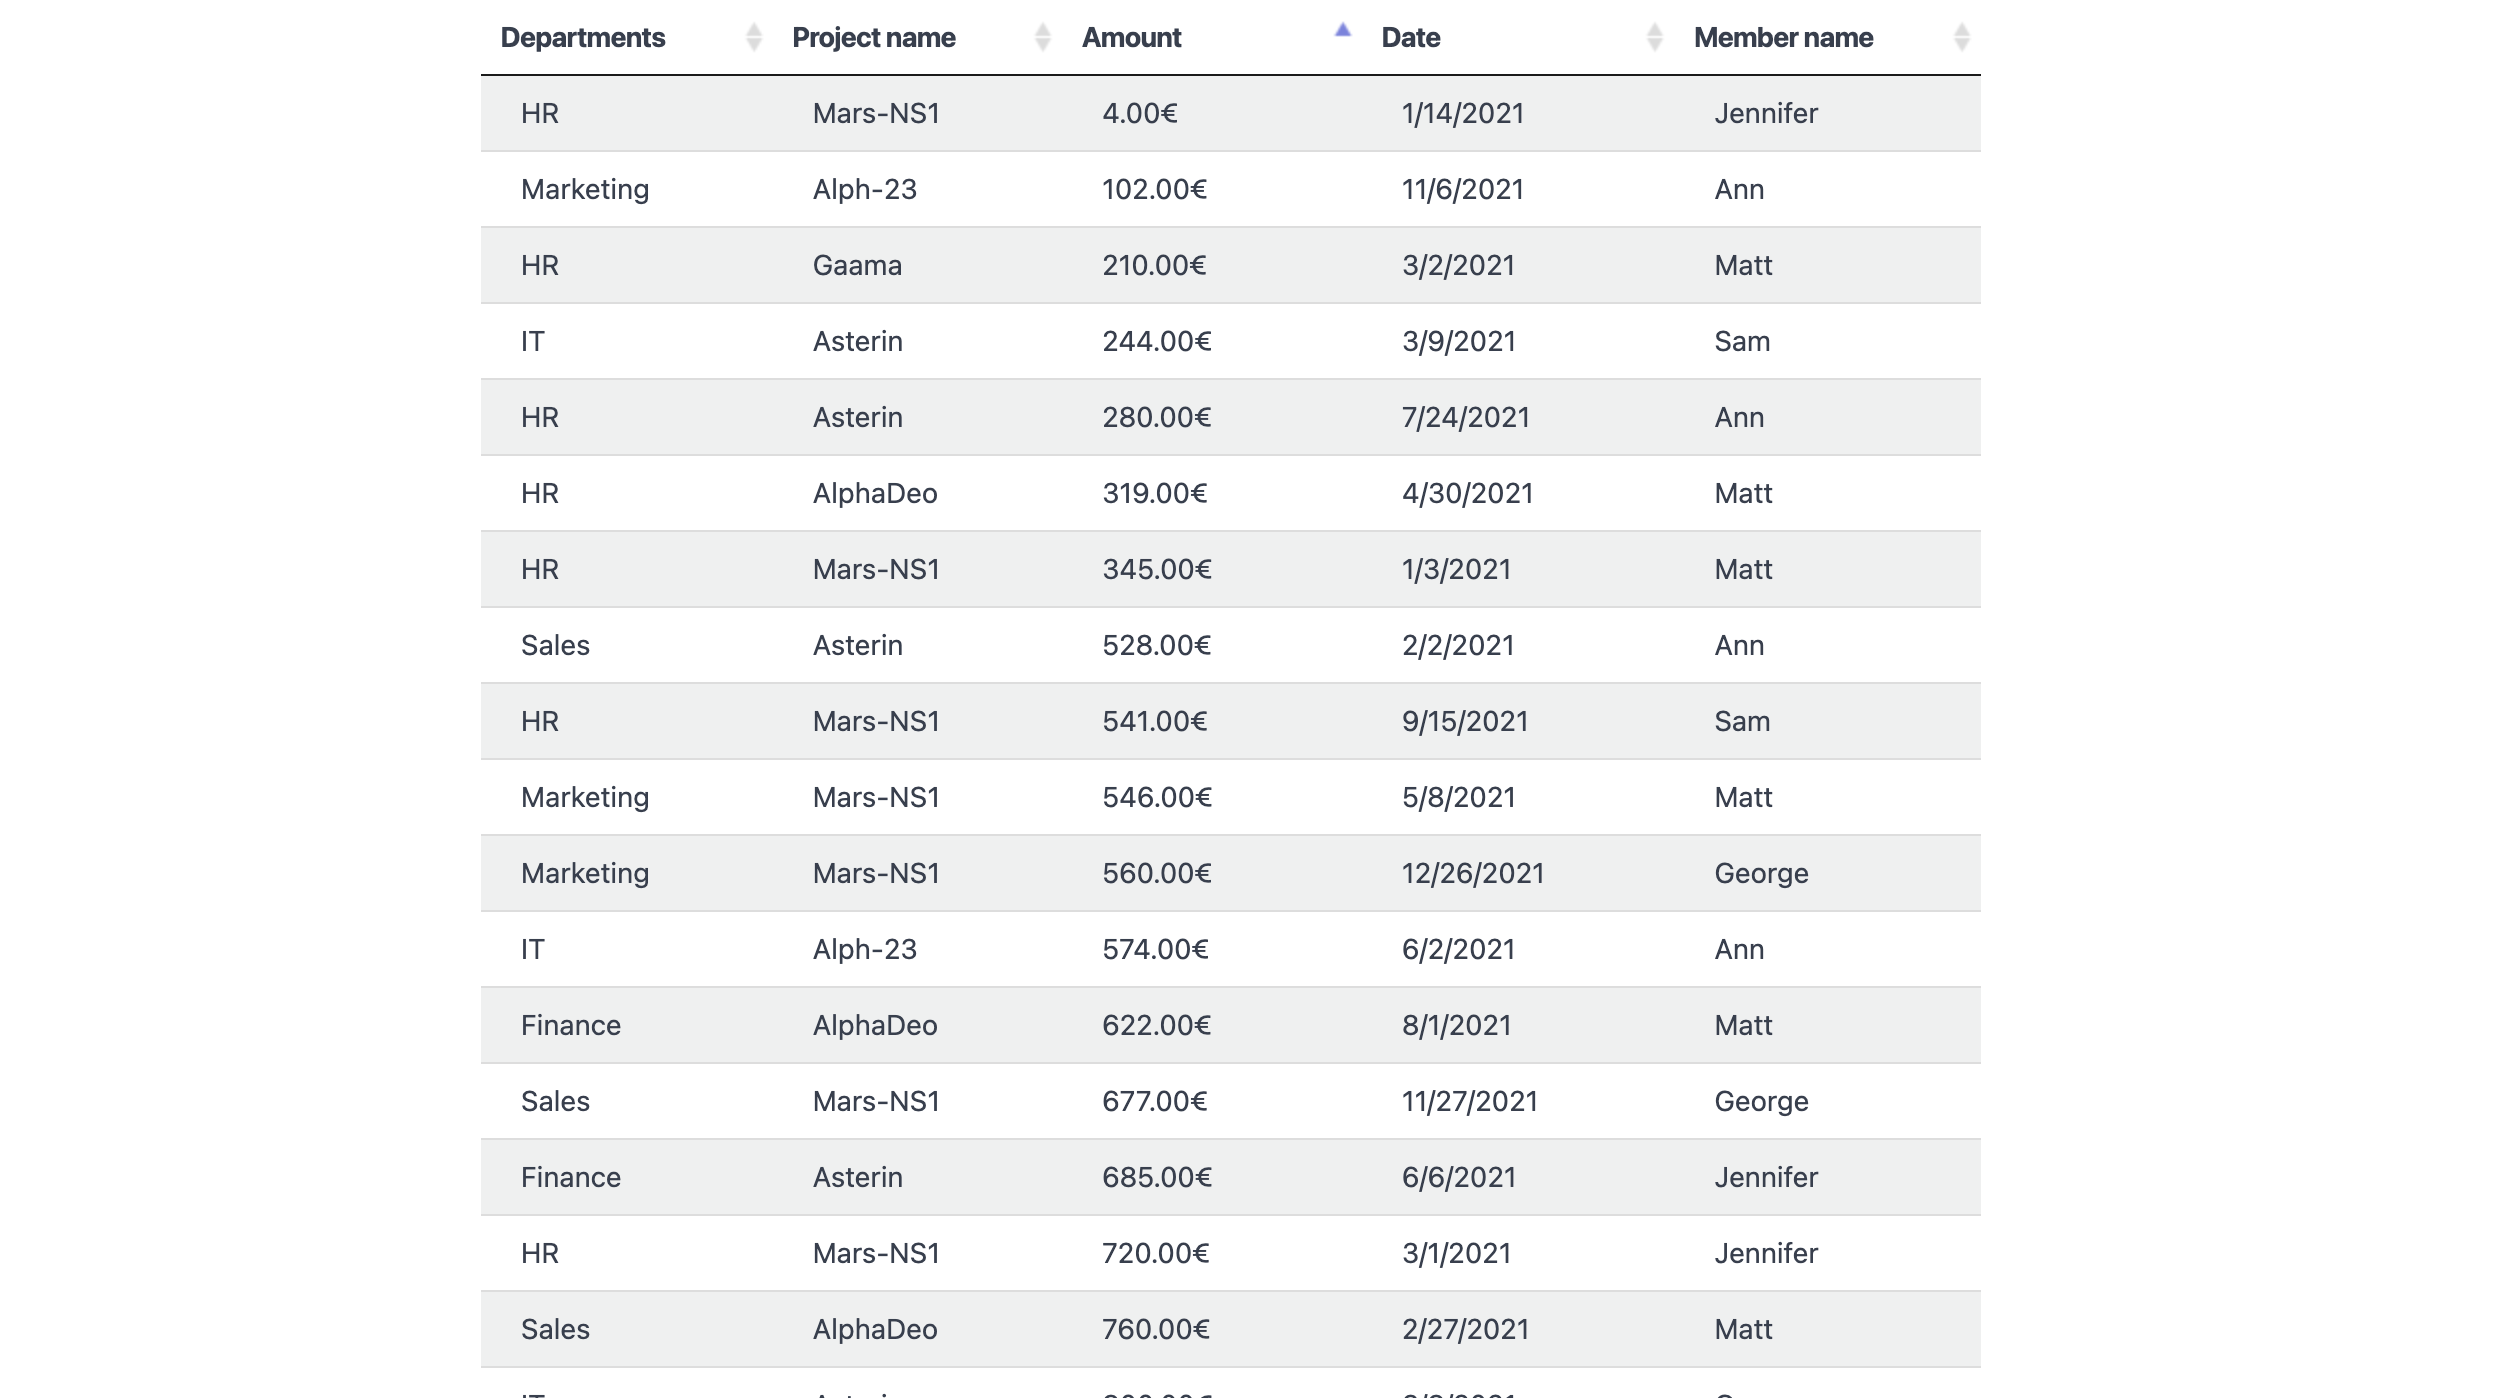 Departments Project name Amount Date Member name
HR Mars-NS1 4.00€ 1/14/2021 Jennifer
Marketing Alph-23 102.00€ 11/6/2021 Ann
HR Gaama 210.00€ 3/2/2021 Matt
IT Asterin 244.00€ 3/9/2021 Sam
HR Asterin 280.00€ 7/24/2021 Ann
HR AlphaDeo 319.00€ 4/30/2021 Matt
HR Mars-NS1 345.00€ 1/3/2021 Matt
Sales Asterin 528.00€ 2/2/2021 Ann
HR Mars-NS1 541.00€ 9/15/2021 Sam
Marketing Mars-NS1 546.00€ 5/8/2021 Matt
Marketing Mars-NS1 560.00€ 12/26/2021 George
IT Alph-23 574.00€ 6/2/2021 Ann
Finance AlphaDeo 622.00€ 8/1/2021 Matt
Sales Mars-NS1 677.00€ 11/27/2021 George
Finance Asterin 685.00€ 6/6/2021 Jennifer
HR Mars-NS1 720.00€ 3/1/2021 Jennifer
Sales AlphaDeo 760.00€ 2/27/2021 Matt